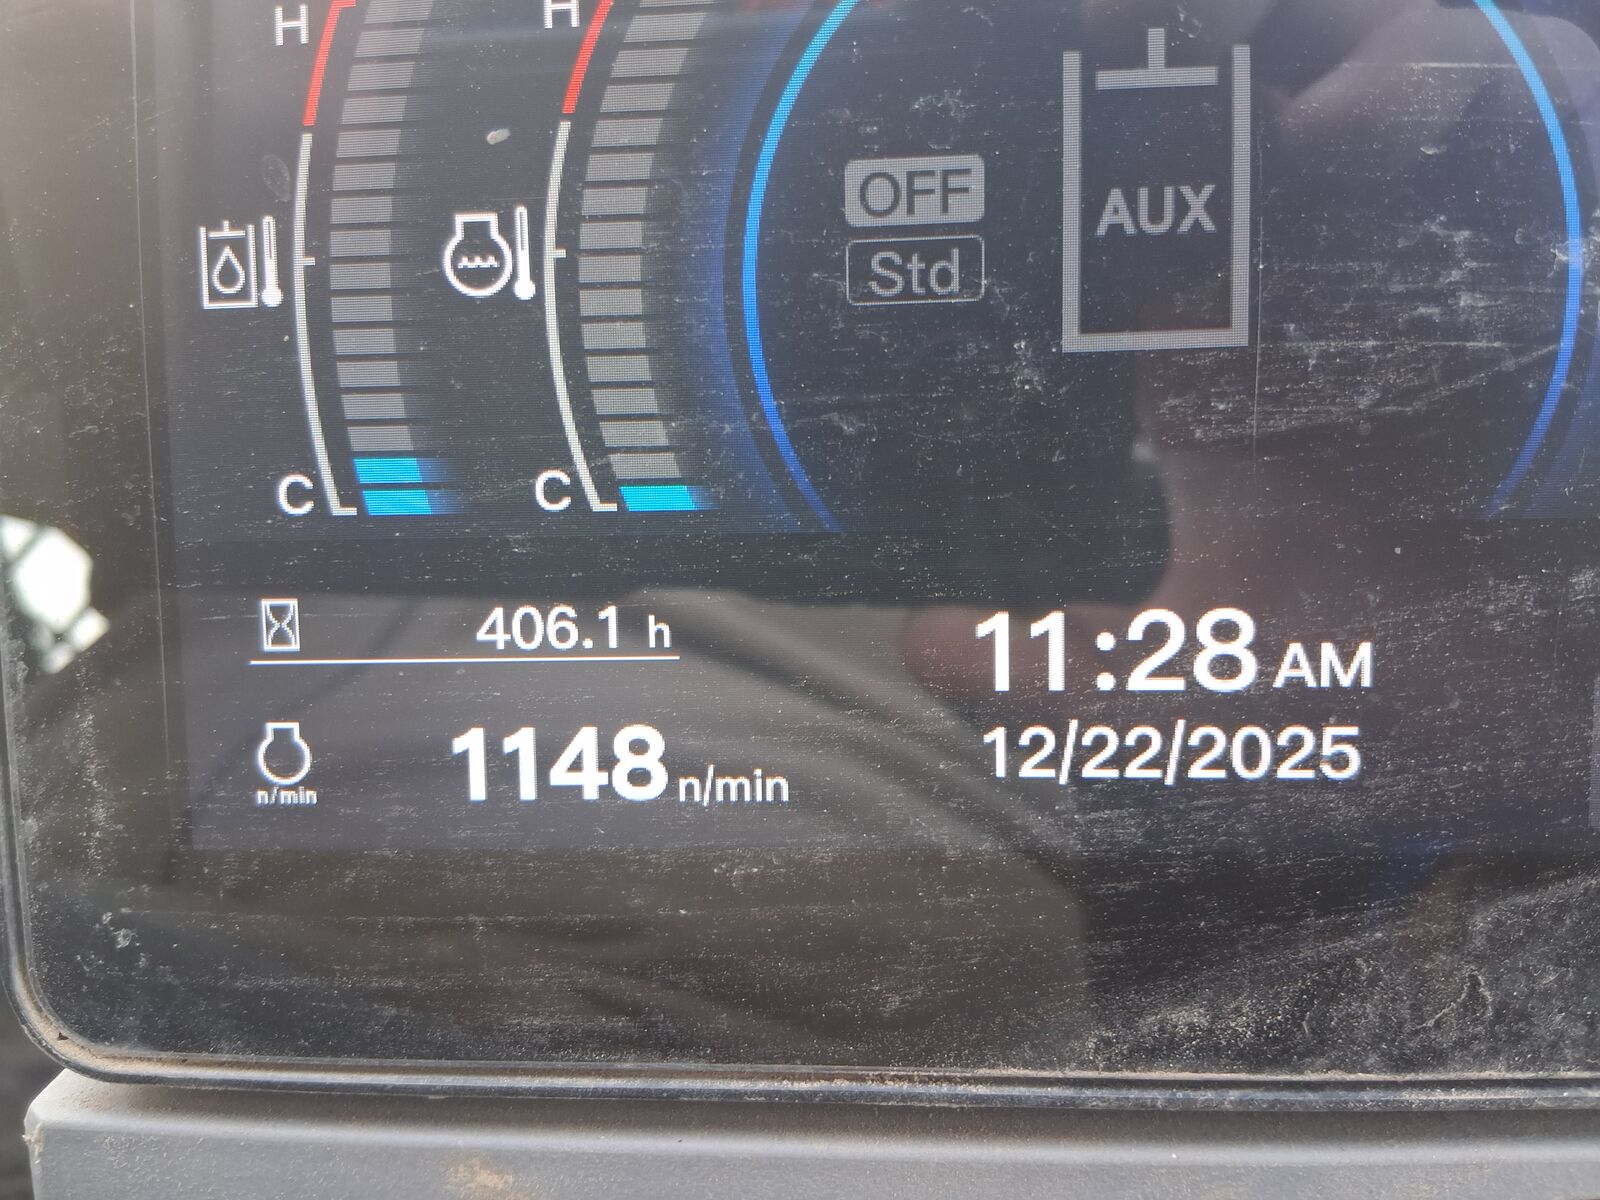 H
H
OFF
Std
AUX
C
C
406.1 h
11:28 AM
1148 n/min
n/min
12/22/2025